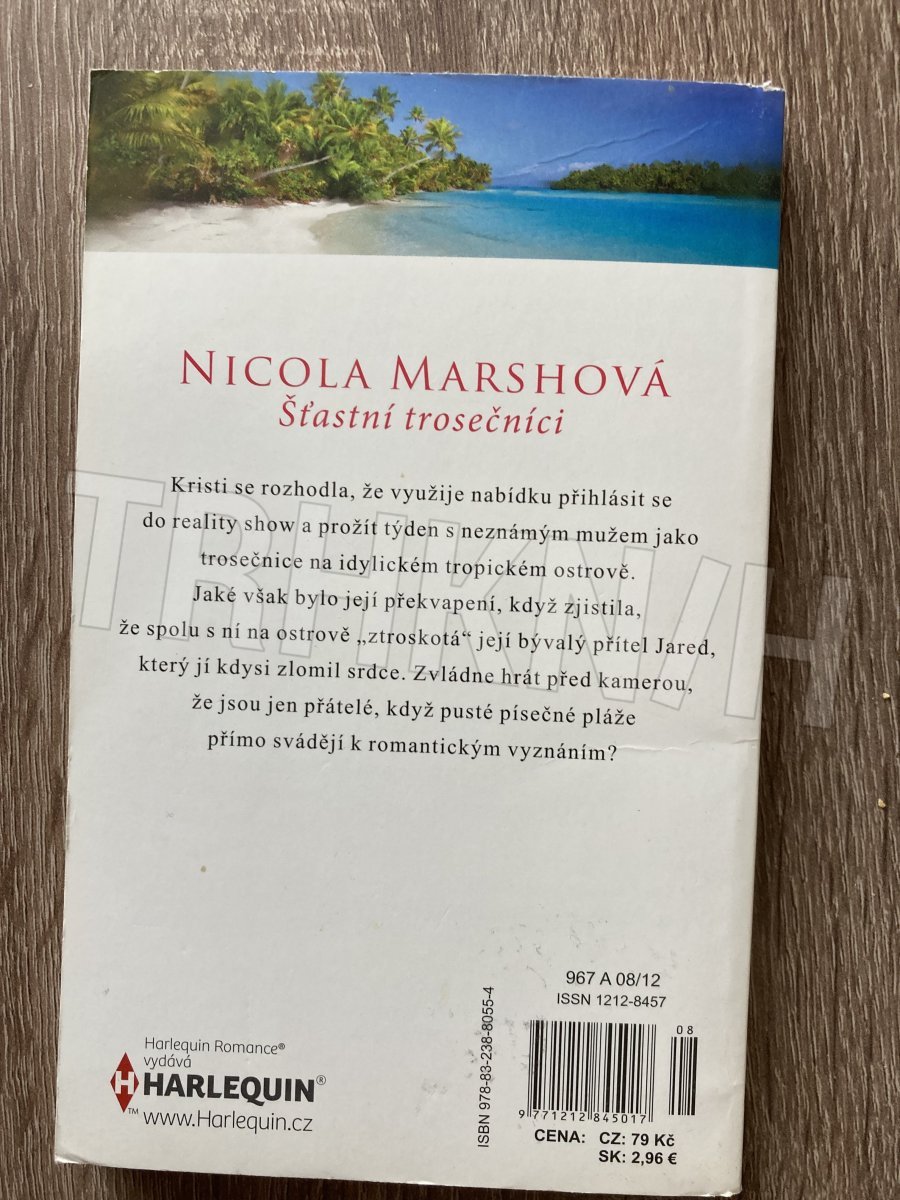 NICOLA MARSHOVÁ
Šťastní trosečníci
Kristi se rozhodla, že využije nabídku přihlásit se
do reality show a prožít týden s neznámým mužem jako
trosečnice na idylickém tropickém ostrově.
Jaké však bylo její překvapení, když zjistila,
že spolu s ní na ostrově „ztroskotá“ její bývalý přítel Jared,
který jí kdysi zlomil srdce. Zvládne hrát před kamerou,
že jsou jen přátelé, když pusté písečné pláže
přímo svádějí k romantickým vyznáním?
TRHKNIH
967 A 08/12
ISSN 1212-8457
08
ISBN 978-83-238-8055-4
9 771212 845017
CENA: CZ: 79 Kč
SK: 2,96 €
Harlequin Romance®
vydává
H HARLEQUIN®
™ www.Harlequin.cz